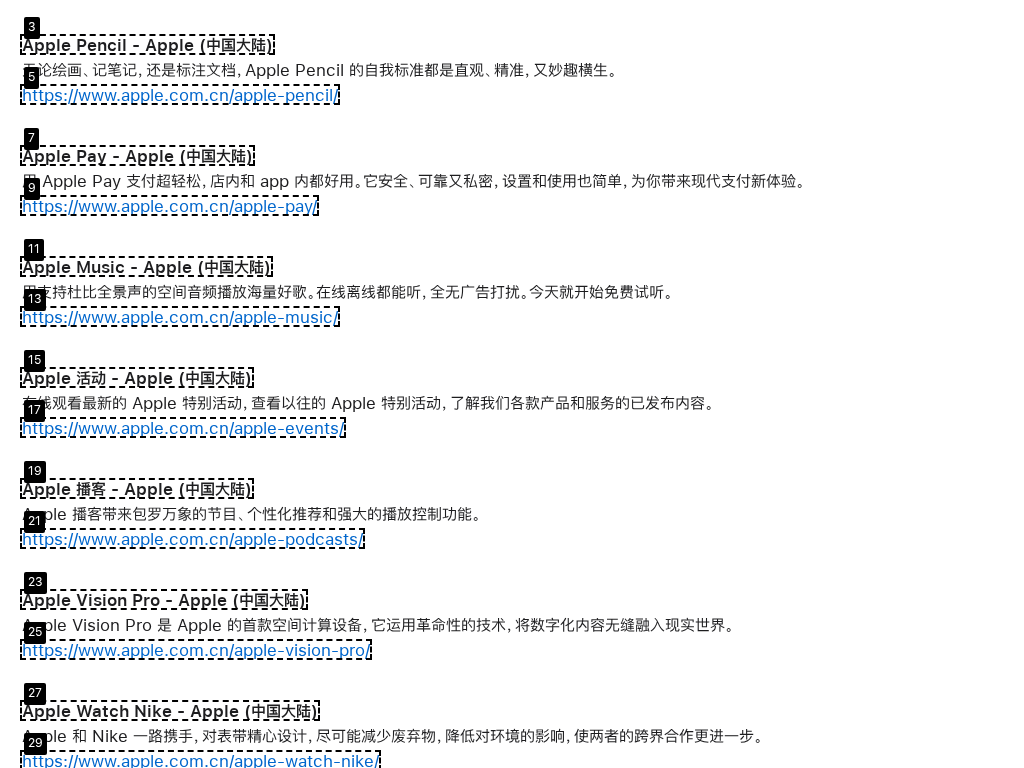 3
Apple Pencil - Apple (中国大陆)
论绘画、记笔记，还是标注文档，Apple Pencil 的自我标准都是直观、精准，又妙趣横生。
5
https://www.apple.com.cn/apple-pencil/
7
Apple Pay - Apple (中国大陆)
用 Apple Pay 支付超轻松，店内和 app 内都好用。它安全、可靠又私密，设置和使用也简单，为你带来现代支付新体验。
9
https://www.apple.com.cn/apple-pay/
11
Apple Music - Apple (中国大陆)
用支持杜比全景声的空间音频播放海量好歌。在线离线都能听，全无广告打扰。今天就开始免费试听。
13
https://www.apple.com.cn/apple-music/
15
Apple 活动 - Apple (中国大陆)
在线观看最新的 Apple 特别活动，查看以往的 Apple 特别活动，了解我们各款产品和服务的已发布内容。
17
https://www.apple.com.cn/apple-events/
19
Apple 播客 - Apple (中国大陆)
Apple 播客带来包罗万象的节目、个性化推荐和强大的播放控制功能。
21
https://www.apple.com.cn/apple-podcasts/
23
Apple Vision Pro - Apple (中国大陆)
Apple Vision Pro 是 Apple 的首款空间计算设备，它运用革命性的技术，将数字化内容无缝融入现实世界。
25
https://www.apple.com.cn/apple-vision-pro/
27
Apple Watch Nike - Apple (中国大陆)
Apple 和 Nike 一路携手，对表带精心设计，尽可能减少废弃物，降低对环境的影响，使两者的跨界合作更进一步。
29
https://www.apple.com.cn/apple-watch-nike/